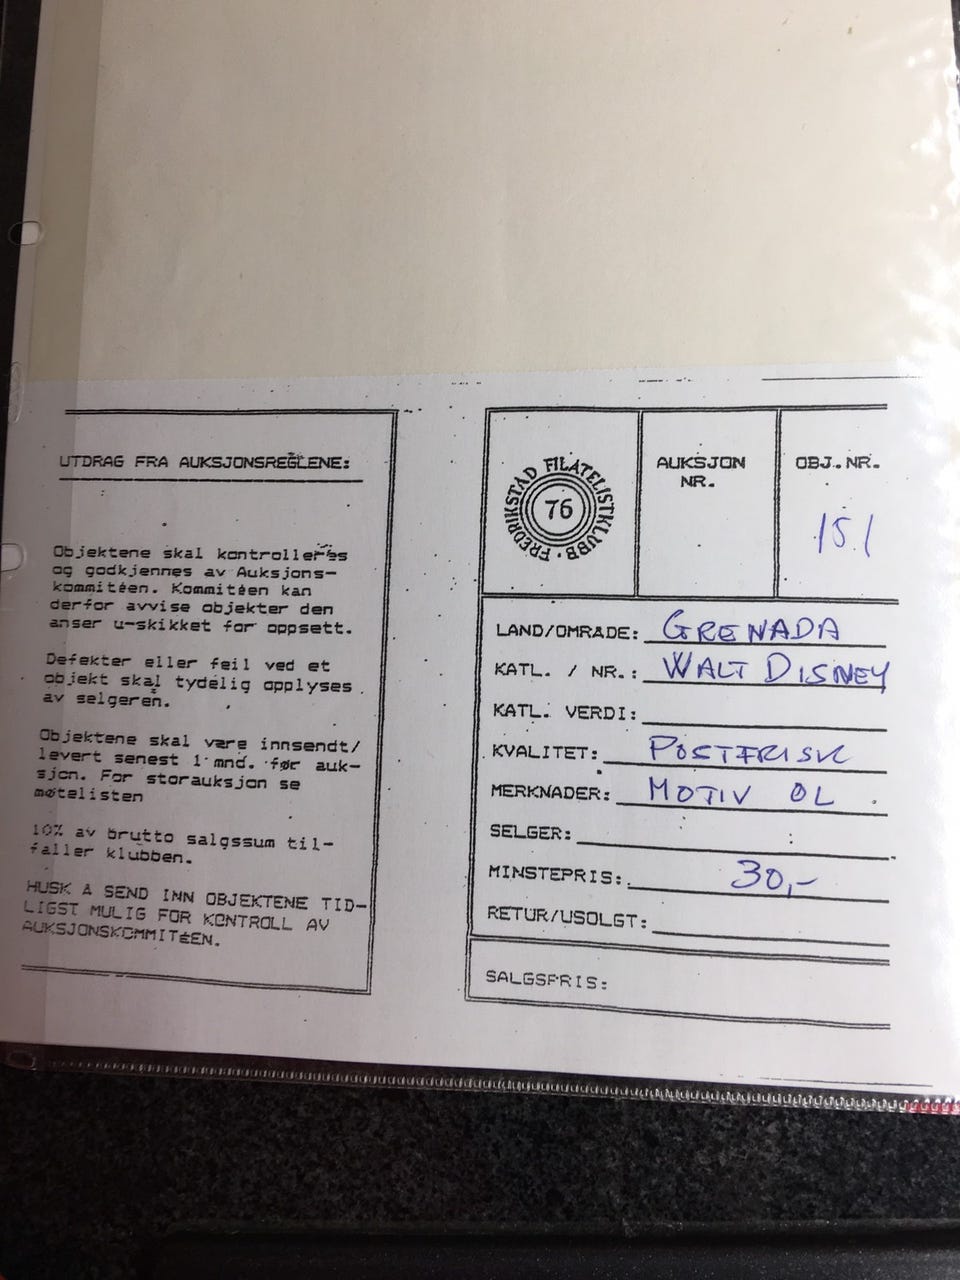 UTDRAG FRA AUKSJONSREGLENE:
Objektene skal kontrolleres
og godkjennes av Auksjons-
kommitéen. Kommitéen kan
derfor avvise objekter den
anser u-skikket for oppsett.
Defekter eller feil ved et
objekt skal tydelig opplyses
av selgeren.
Objektene skal være innsendt/
levert senest 1 mnd. før auk-
sjon. For storauksjon se
møtelisten
10% av brutto salgssum til-
faller klubben.
HUSK A SEND INN OBJEKTENE TID-
LIGST MULIG FOR KONTROLL AV
AUKSJONSKOMMITÉEN.
FREDRIKSTAD FILATELISTKLUBB
76
AUKSJON
NR.
OBJ. NR.
151
LAND/OMRADE: GRENADA
KATL. / NR.: WALT DISNEY
KATL. VERDI:
KVALITET: POSTFRISK
MERKNADER: MOTIV OL
SELGER:
MINSTEPRIS: 30,-
RETUR/USOLGT:
SALGSPRIS: